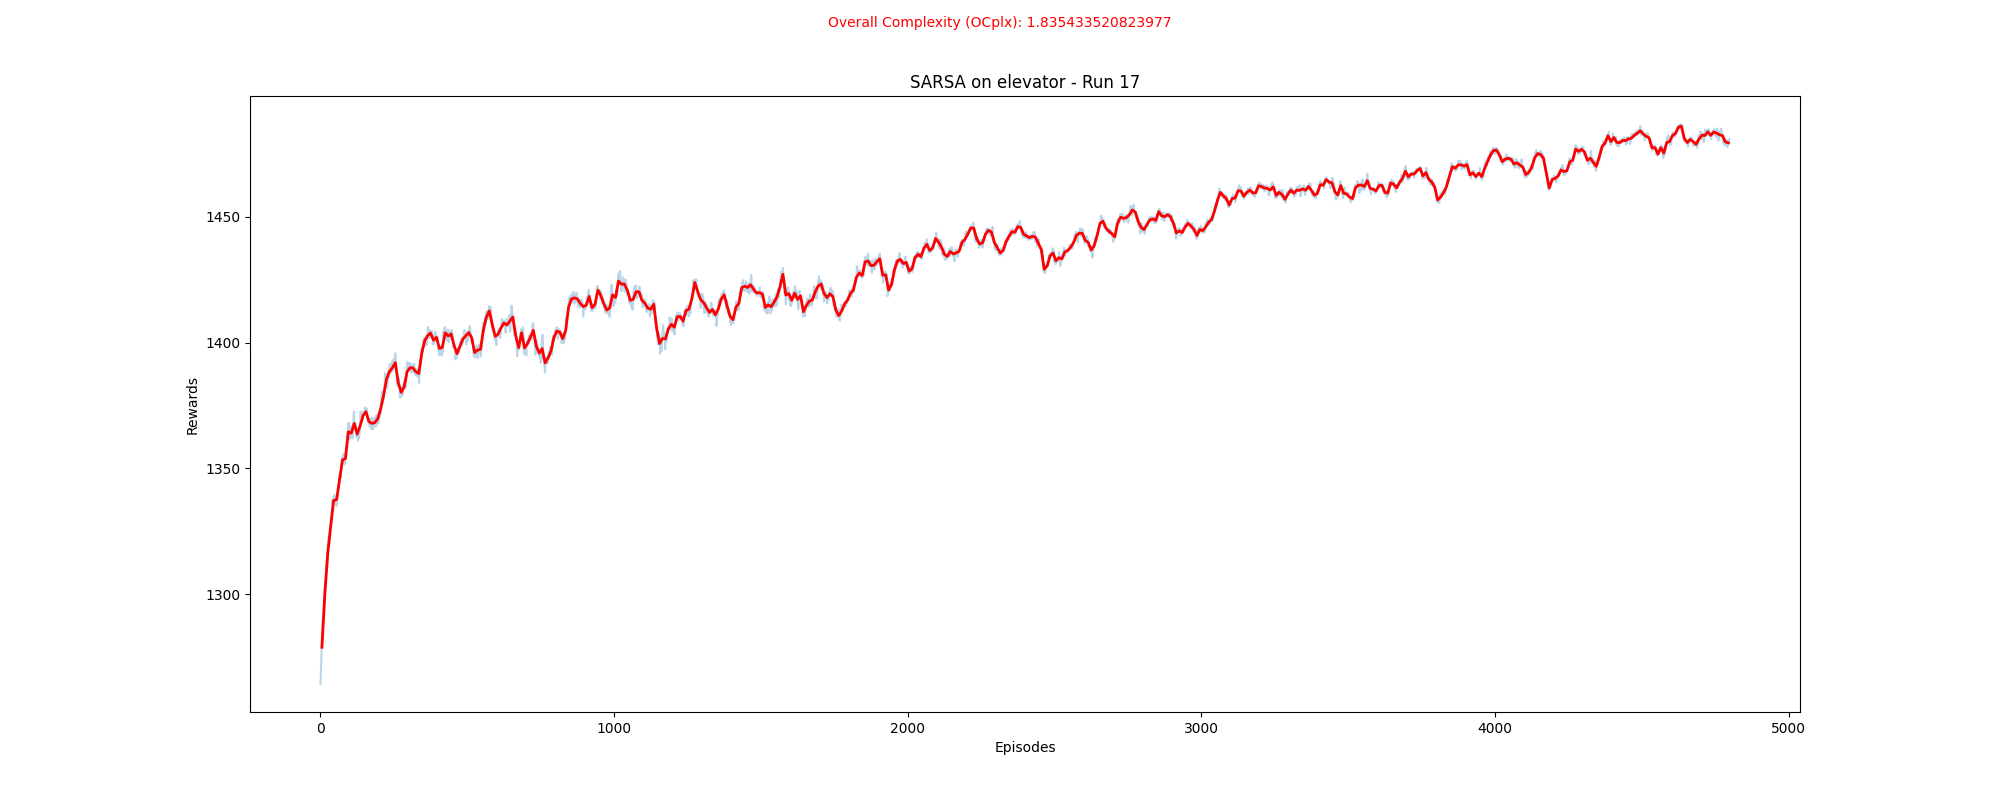 Overall Complexity (OCplx): 1.835433520823977
SARSA on elevator - Run 17
Rewards
1450
1400
1350
1300
0 1000 2000 3000 4000 5000
Episodes